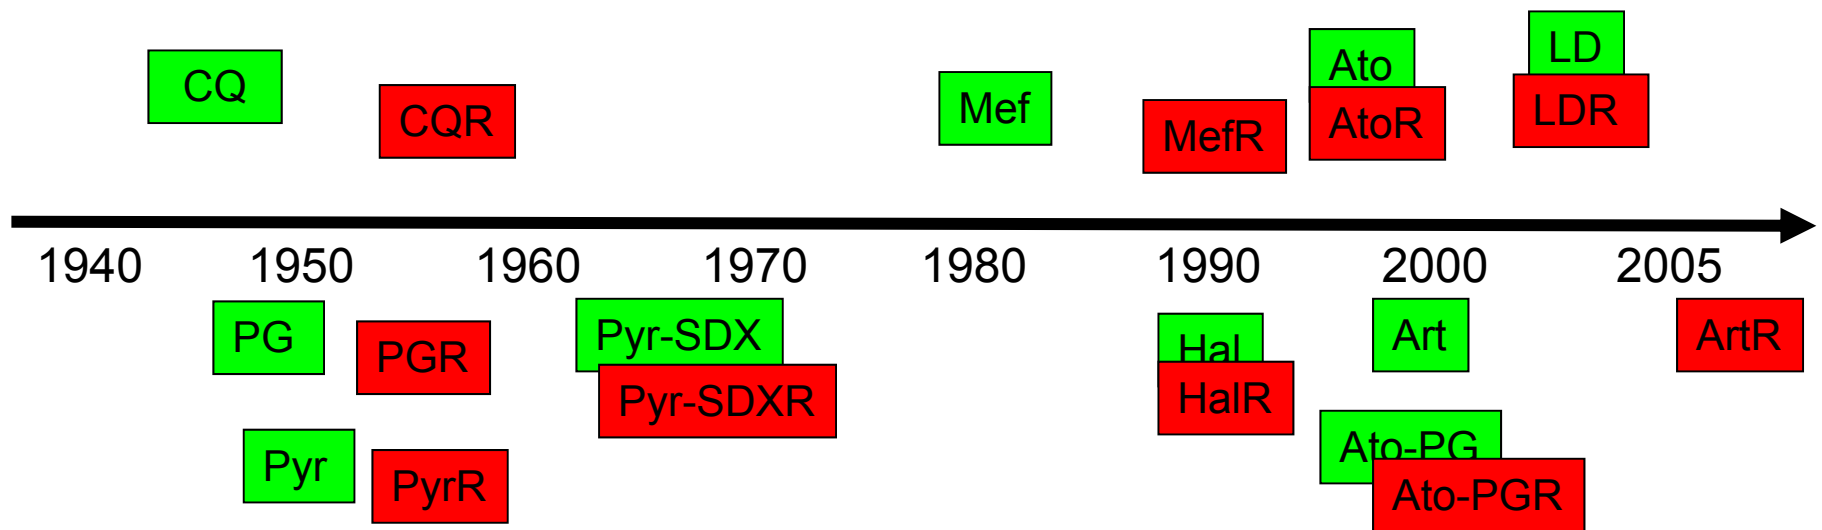 CQ
CQR
Mef
MefR
Ato
AtoR
LD
LDR
1940 1950 1960 1970 1980 1990 2000 2005
PG
PGR
Pyr-SDX
Pyr-SDXR
Hal
HalR
Art
ArtR
Pyr
PyrR
Ato-PG
Ato-PGR